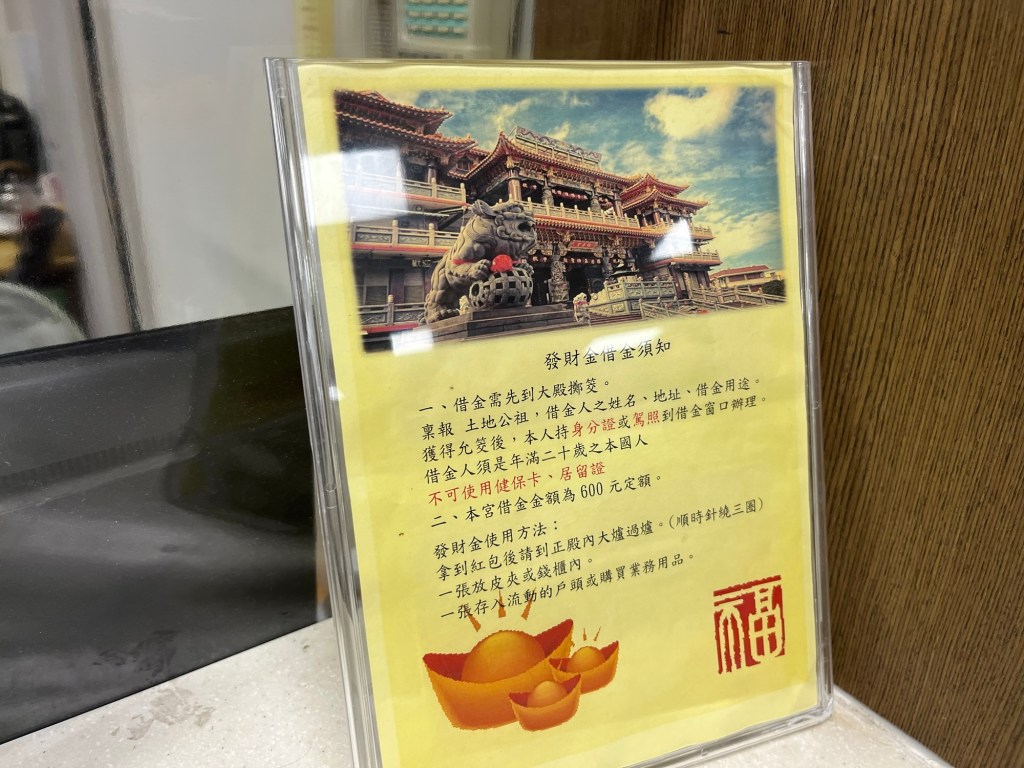 發財金借金須知
一、借金需先到大殿擲筊。
稟報 土地公祖，借金人之姓名、地址、借金用途。
獲得允筊後，本人持身分證或駕照到借金窗口辦理。
借金人須是年滿二十歲之本國人
不可使用健保卡、居留證
二、本宮借金金額為 600 元定額。
發財金使用方法：
拿到紅包後請到正殿內大爐過爐。(順時針繞三圈)
一張放皮夾或錢櫃內。
一張存入流動的戶頭或購買業務用品。
福